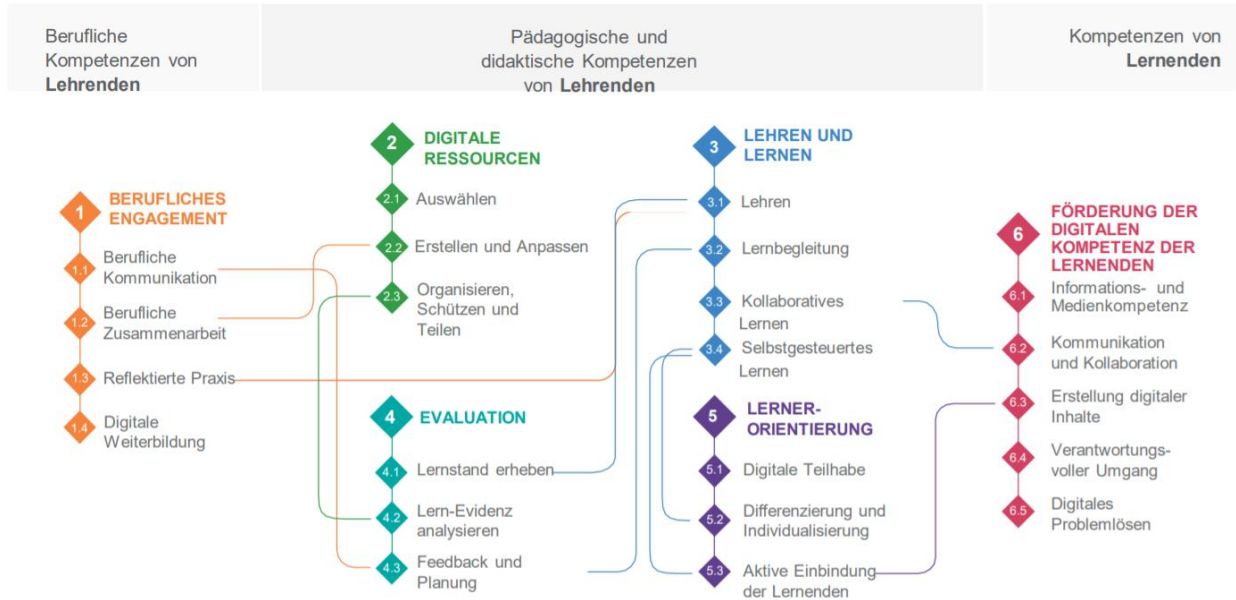 Berufliche
Kompetenzen von
Lehrenden
Pädagogische und
didaktische Kompetenzen
von Lehrenden
Kompetenzen von
Lernenden
1
BERUFLICHES
ENGAGEMENT
1.1
Berufliche
Kommunikation
1.2
Berufliche
Zusammenarbeit
1.3
Reflektierte Praxis
1.4
Digitale
Weiterbildung
2
DIGITALE
RESSOURCEN
2.1
Auswählen
2.2
Erstellen und Anpassen
2.3
Organisieren,
Schützen und
Teilen
4
EVALUATION
4.1
Lernstand erheben
4.2
Lern-Evidenz
analysieren
4.3
Feedback und
Planung
3
LEHREN UND
LERNEN
3.1
Lehren
3.2
Lernbegleitung
3.3
Kollaboratives
Lernen
3.4
Selbstgesteuertes
Lernen
5
LERNER-
ORIENTIERUNG
5.1
Digitale Teilhabe
5.2
Differenzierung und
Individualisierung
5.3
Aktive Einbindung
der Lernenden
6
FÖRDERUNG DER
DIGITALEN
KOMPETENZ DER
LERNENDEN
6.1
Informations- und
Medienkompetenz
6.2
Kommunikation
und Kollaboration
6.3
Erstellung digitaler
Inhalte
6.4
Verantwortungs-
voller Umgang
6.5
Digitales
Problemlösen